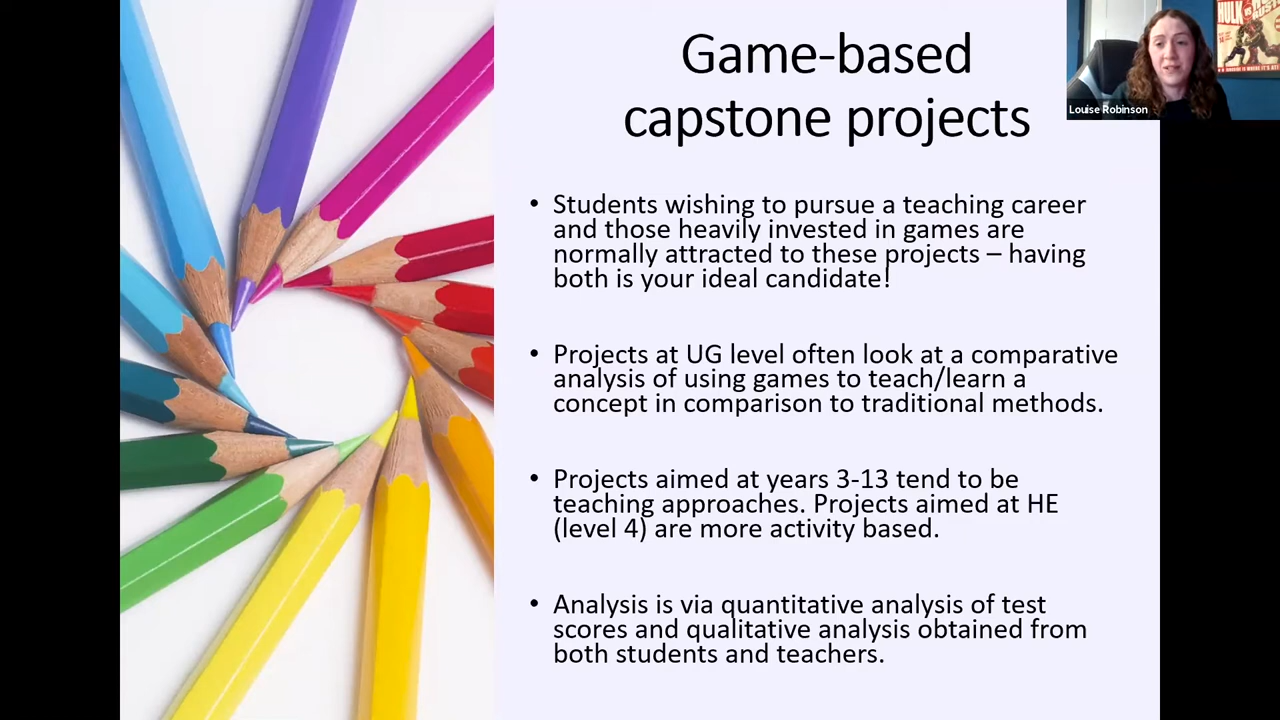 Game-based
capstone projects
Louise Robinson
HULK
• Students wishing to pursue a teaching career
and those heavily invested in games are
normally attracted to these projects – having
both is your ideal candidate!
• Projects at UG level often look at a comparative
analysis of using games to teach/learn a
concept in comparison to traditional methods.
• Projects aimed at years 3-13 tend to be
teaching approaches. Projects aimed at HE
(level 4) are more activity based.
• Analysis is via quantitative analysis of test
scores and qualitative analysis obtained from
both students and teachers.